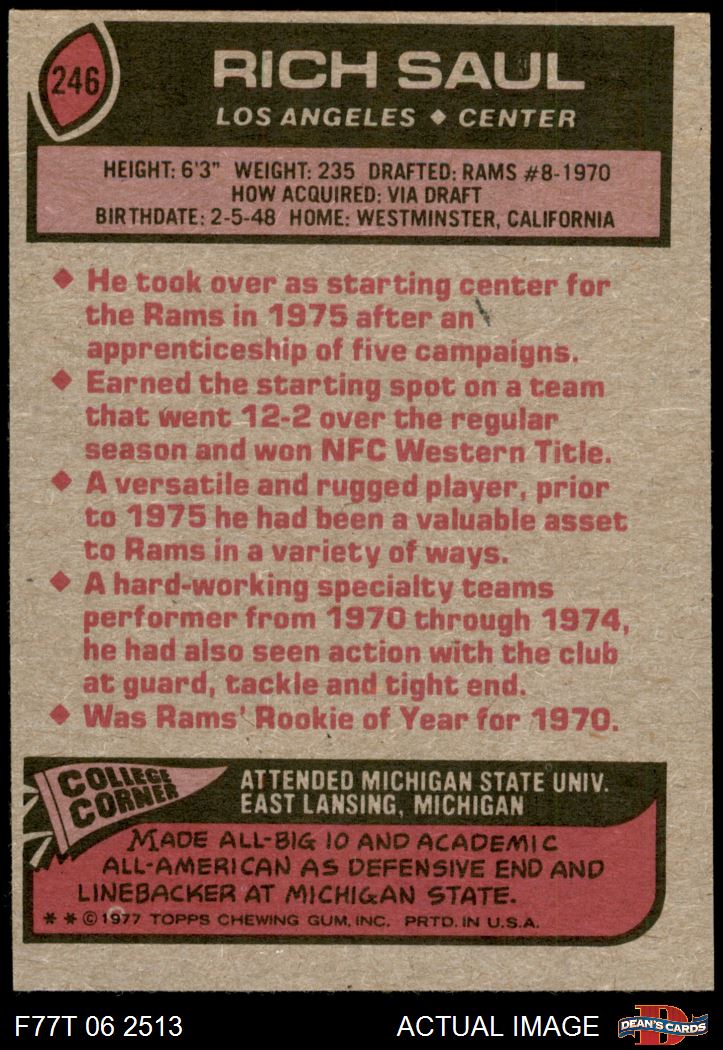 246
RICH SAUL
LOS ANGELES ◆ CENTER
HEIGHT: 6'3" WEIGHT: 235 DRAFTED: RAMS #8-1970
HOW ACQUIRED: VIA DRAFT
BIRTHDATE: 2-5-48 HOME: WESTMINSTER, CALIFORNIA
◆ He took over as starting center for
the Rams in 1975 after an
apprenticeship of five campaigns.
◆ Earned the starting spot on a team
that went 12-2 over the regular
season and won NFC Western Title.
◆ A versatile and rugged player, prior
to 1975 he had been a valuable asset
to Rams in a variety of ways.
◆ A hard-working specialty teams
performer from 1970 through 1974,
he had also seen action with the club
at guard, tackle and tight end.
◆ Was Rams' Rookie of Year for 1970.
COLLEGE
CORNER
ATTENDED MICHIGAN STATE UNIV.
EAST LANSING, MICHIGAN
MADE ALL-BIG 10 AND ACADEMIC
ALL-AMERICAN AS DEFENSIVE END AND
LINEBACKER AT MICHIGAN STATE.
* * © 1977 TOPPS CHEWING GUM, INC. PRTD. IN U.S.A.
F77T 06 2513
ACTUAL IMAGE
D
DEAN'S CARDS